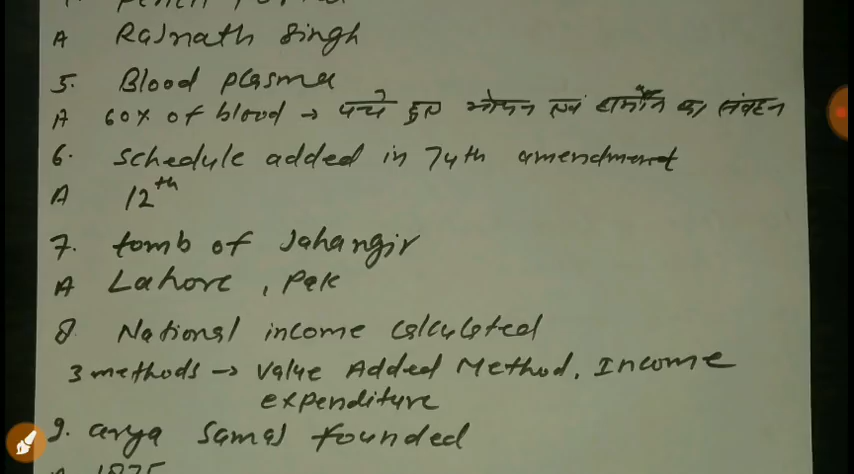 A Rajnath Singh
5. Blood plasma
A 60% of blood → पचे हुए भोजन एवं हार्मोन का संवहन
6. Schedule added in 74th amendment
A 12th
7. tomb of Jahangir
A Lahore, Pak
8. National income calculated
3 methods → Value Added Method, Income
expenditure
9. arya Samaj founded
A 1875